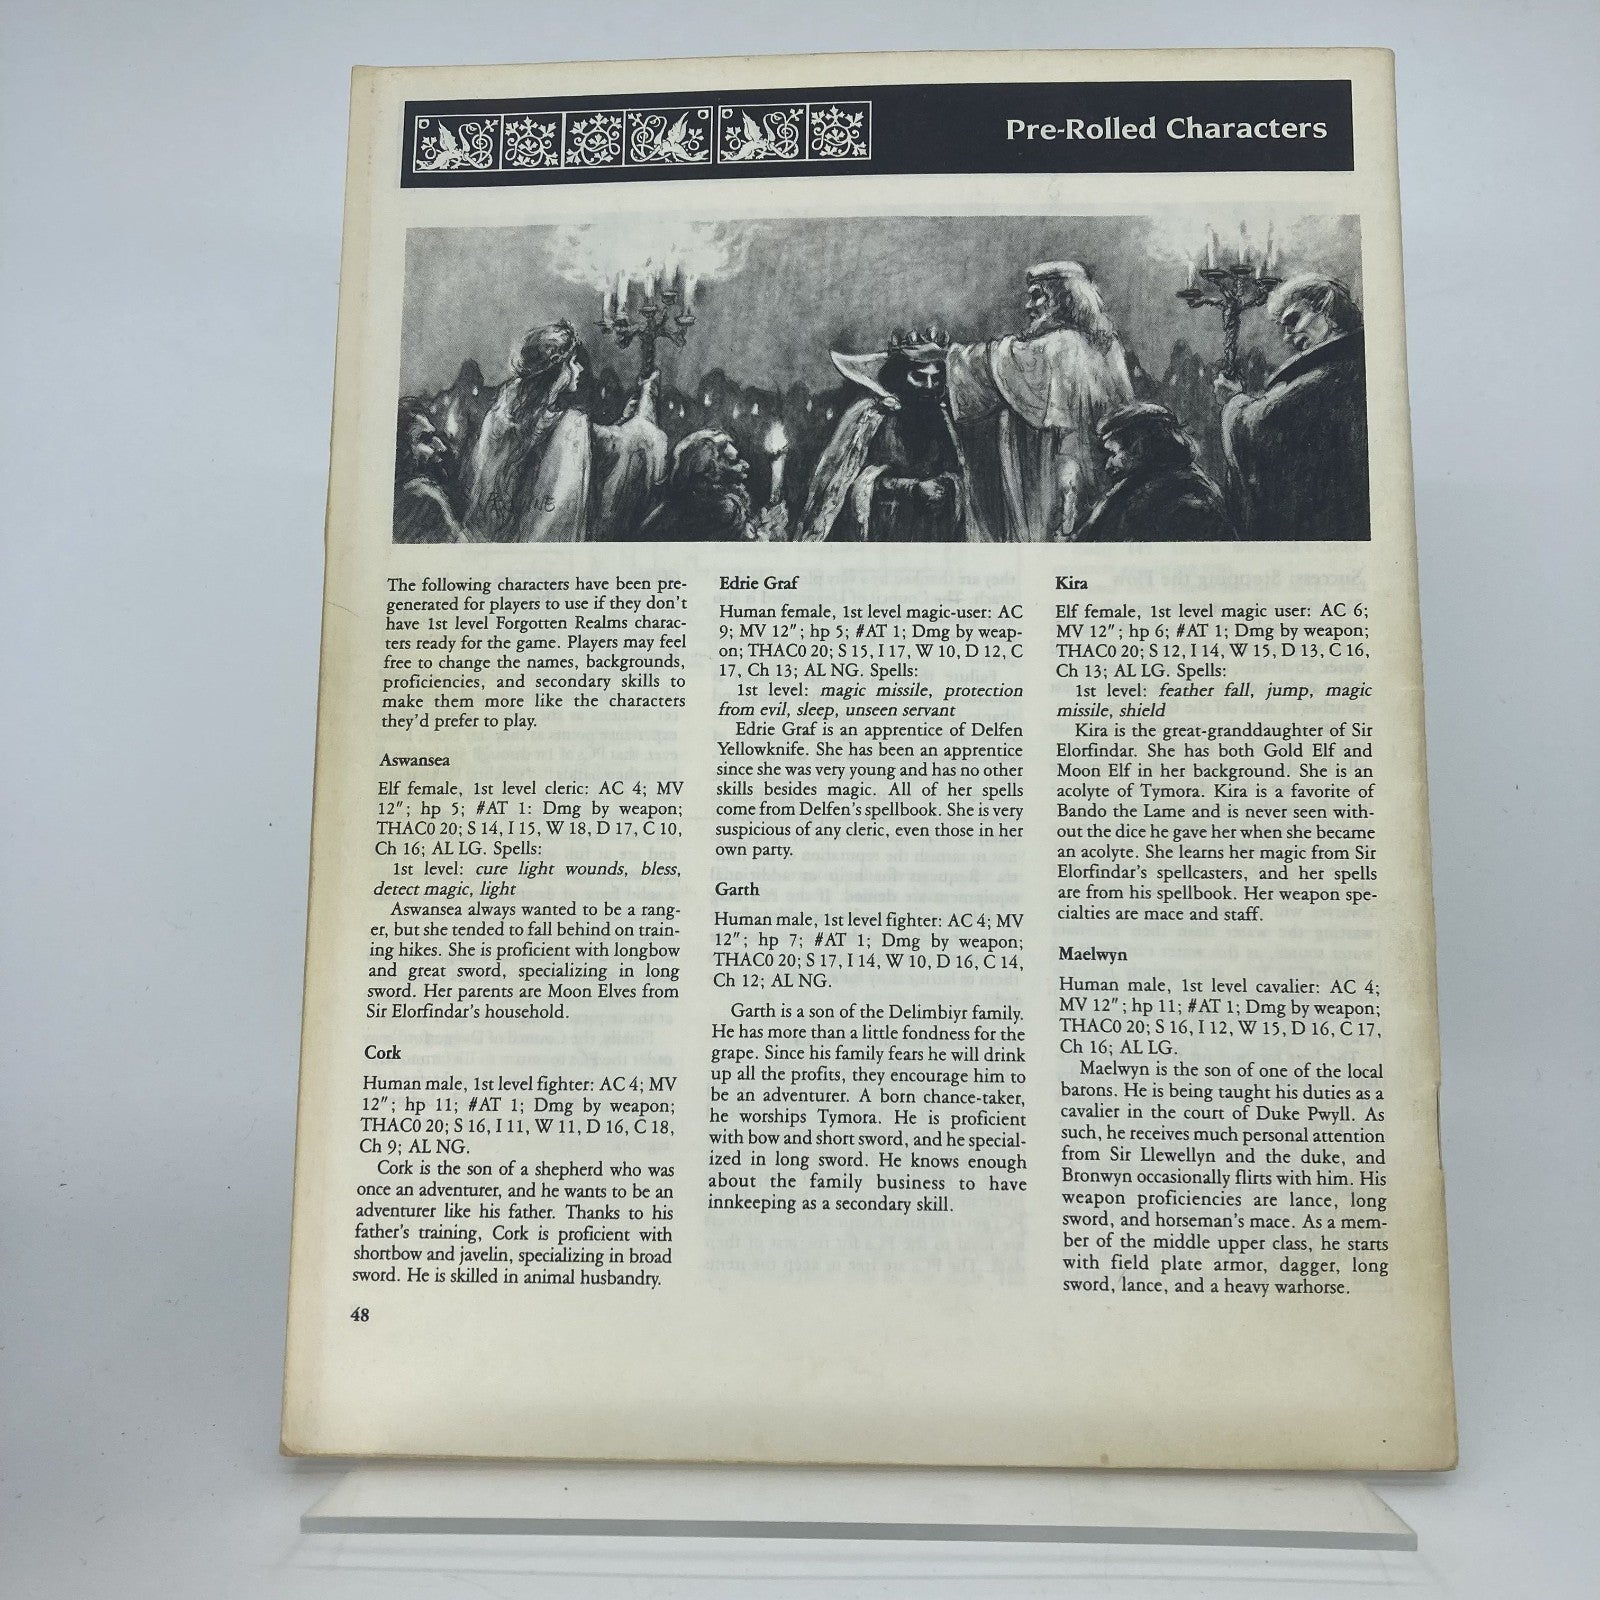 Pre-Rolled Characters
The following characters have been pre-
generated for players to use if they don't
have 1st level Forgotten Realms charac-
ters ready for the game. Players may feel
free to change the names, backgrounds,
proficiencies, and secondary skills to
make them more like the characters
they'd prefer to play.
Aswansea
Elf female, 1st level cleric: AC 4; MV
12"; hp 5; #AT 1: Dmg by weapon;
THAC0 20; S 14, I 15, W 18, D 17, C 10,
Ch 16; AL LG. Spells:
1st level: cure light wounds, bless,
detect magic, light
Aswansea always wanted to be a rang-
er, but she tended to fall behind on train-
ing hikes. She is proficient with longbow
and great sword, specializing in long
sword. Her parents are Moon Elves from
Sir Elorfindar's household.
Cork
Human male, 1st level fighter: AC 4; MV
12"; hp 11; #AT 1; Dmg by weapon;
THAC0 20; S 16, I 11, W 11, D 16, C 18,
Ch 9; AL NG.
Cork is the son of a shepherd who was
once an adventurer, and he wants to be an
adventurer like his father. Thanks to his
father's training, Cork is proficient with
shortbow and javelin, specializing in broad
sword. He is skilled in animal husbandry.
48
Edrie Graf
Human female, 1st level magic-user: AC
9; MV 12"; hp 5; #AT 1; Dmg by weap-
on; THAC0 20; S 15, I 17, W 10, D 12, C
17, Ch 13; AL NG. Spells:
1st level: magic missile, protection
from evil, sleep, unseen servant
Edrie Graf is an apprentice of Delfen
Yellowknife. She has been an apprentice
since she was very young and has no other
skills besides magic. All of her spells
come from Delfen's spellbook. She is very
suspicious of any cleric, even those in her
own party.
Garth
Human male, 1st level fighter: AC 4; MV
12"; hp 7; #AT 1; Dmg by weapon;
THAC0 20; S 17, I 14, W 10, D 16, C 14,
Ch 12; AL NG.
Garth is a son of the Delimbiyr family.
He has more than a little fondness for the
grape. Since his family fears he will drink
up all the profits, they encourage him to
be an adventurer. A born chance-taker,
he worships Tymora. He is proficient
with bow and short sword, and he special-
ized in long sword. He knows enough
about the family business to have
innkeeping as a secondary skill.
Kira
Elf female, 1st level magic user: AC 6;
MV 12"; hp 6; #AT 1; Dmg by weapon;
THAC0 20; S 12, I 14, W 15, D 13, C 16,
Ch 13; AL LG. Spells:
1st level: feather fall, jump, magic
missile, shield
Kira is the great-granddaughter of Sir
Elorfindar. She has both Gold Elf and
Moon Elf in her background. She is an
acolyte of Tymora. Kira is a favorite of
Bando the Lame and is never seen with-
out the dice he gave her when she became
an acolyte. She learns her magic from Sir
Elorfindar's spellcasters, and her spells
are from his spellbook. Her weapon spe-
cialties are mace and staff.
Maelwyn
Human male, 1st level cavalier: AC 4;
MV 12"; hp 11; #AT 1; Dmg by weapon;
THAC0 20; S 16, I 12, W 15, D 16, C 17,
Ch 16; AL LG.
Maelwyn is the son of one of the local
barons. He is being taught his duties as a
cavalier in the court of Duke Pwyll. As
such, he receives much personal attention
from Sir Llewellyn and the duke, and
Bronwyn occasionally flirts with him. His
weapon proficiencies are lance, long
sword, and horseman's mace. As a mem-
ber of the middle upper class, he starts
with field plate armor, dagger, long
sword, lance, and a heavy warhorse.